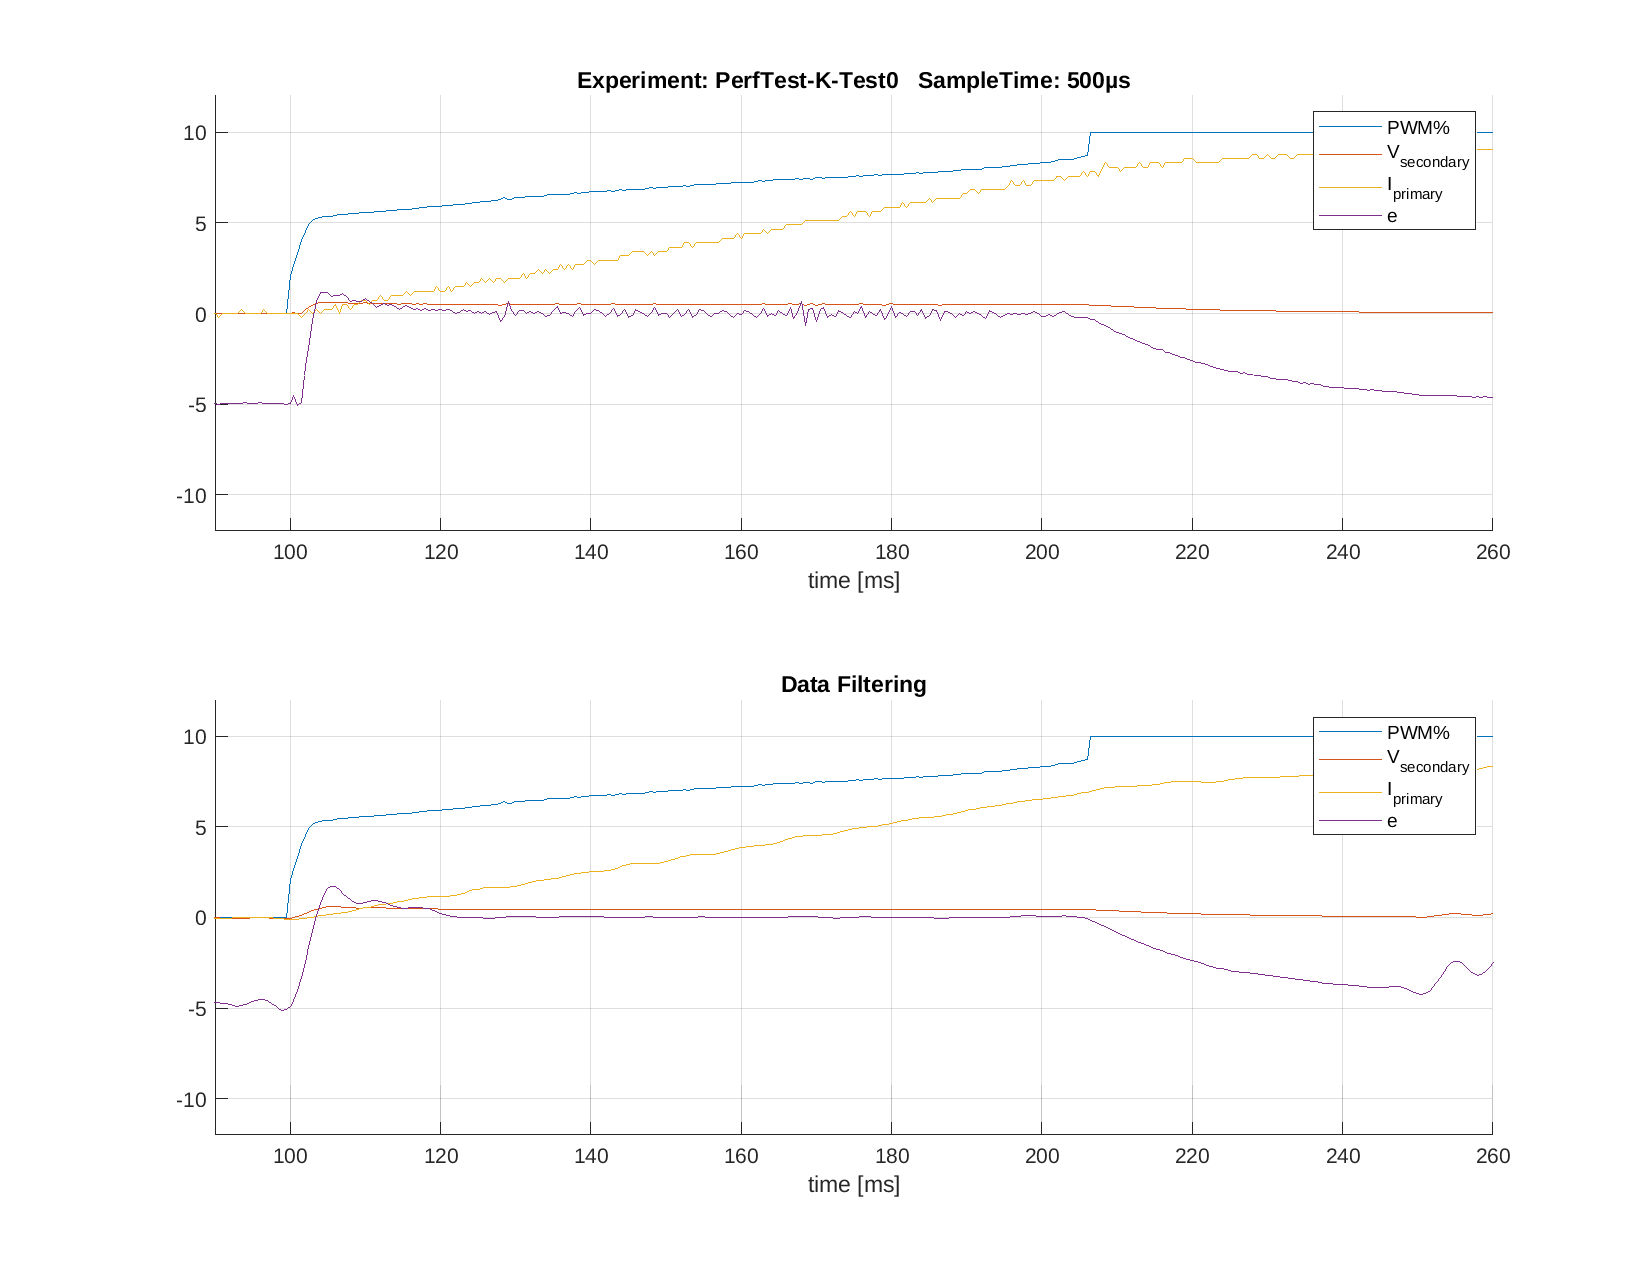 Experiment: PerfTest-K-Test0   SampleTime: 500µs
10
5
0
-5
-10
PWM%
Vsecondary
Iprimary
e
100 120 140 160 180 200 220 240 260
time [ms]
Data Filtering
10
5
0
-5
-10
PWM%
Vsecondary
Iprimary
e
100 120 140 160 180 200 220 240 260
time [ms]